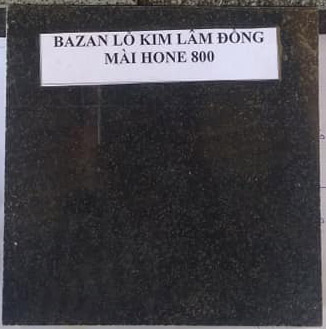 BAZAN LỖ KIM LÂM ĐỒNG
MÀI HONE 800